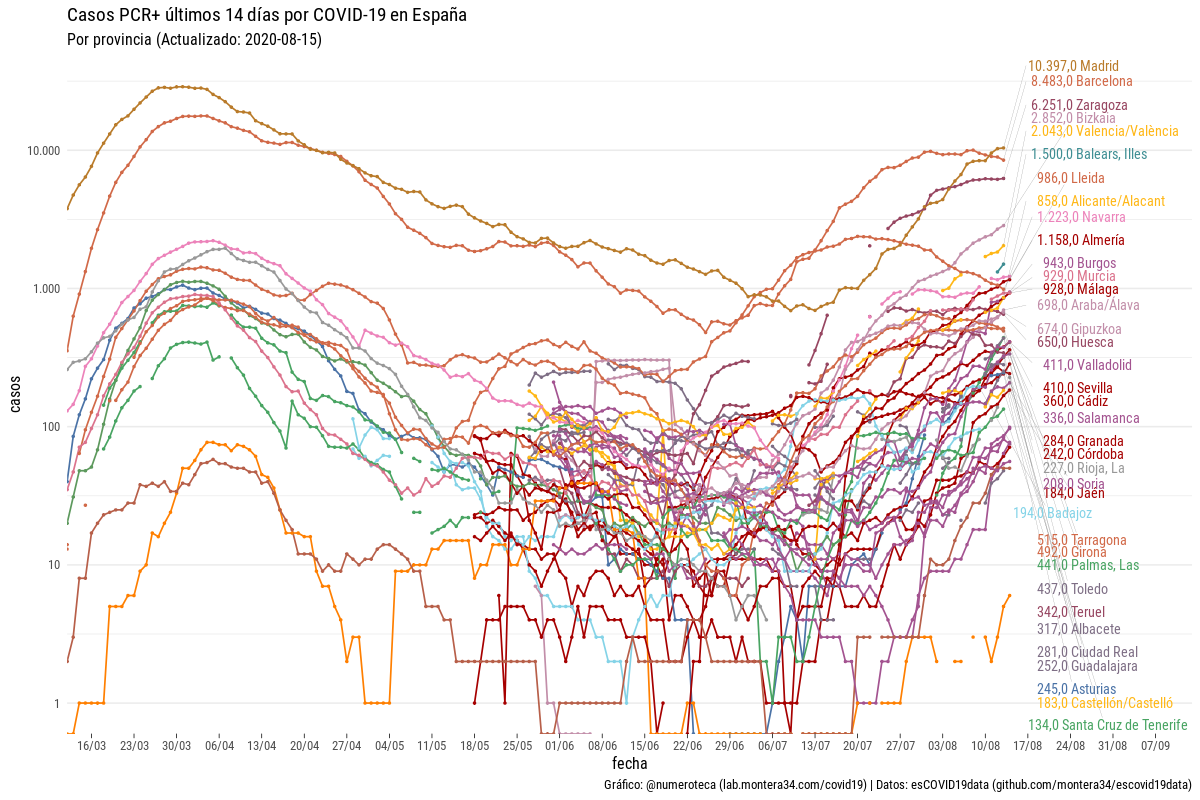 Casos PCR+ últimos 14 días por COVID-19 en España
Por provincia (Actualizado: 2020-08-15)
10.397,0 Madrid
8.483,0 Barcelona
6.251,0 Zaragoza
2.852,0 Bizkaia
2.043,0 Valencia/València
1.500,0 Balears, Illes
986,0 Lleida
858,0 Alicante/Alacant
1.223,0 Navarra
1.158,0 Almería
943,0 Burgos
929,0 Murcia
928,0 Málaga
698,0 Araba/Álava
674,0 Gipuzkoa
650,0 Huesca
411,0 Valladolid
410,0 Sevilla
360,0 Cádiz
336,0 Salamanca
284,0 Granada
242,0 Córdoba
227,0 Rioja, La
208,0 Soria
184,0 Jaén
194,0 Badajoz
515,0 Tarragona
492,0 Girona
441,0 Palmas, Las
437,0 Toledo
342,0 Teruel
317,0 Albacete
281,0 Ciudad Real
252,0 Guadalajara
245,0 Asturias
183,0 Castellón/Castelló
134,0 Santa Cruz de Tenerife
casos
10.000
1.000
100
10
1
16/03 23/03 30/03 06/04 13/04 20/04 27/04 04/05 11/05 18/05 25/05 01/06 08/06 15/06 22/06 29/06 06/07 13/07 20/07 27/07 03/08 10/08 17/08 24/08 31/08 07/09
fecha
Gráfico: @numeroteca (lab.montera34.com/covid19) | Datos: esCOVID19data (github.com/montera34/escovid19data)